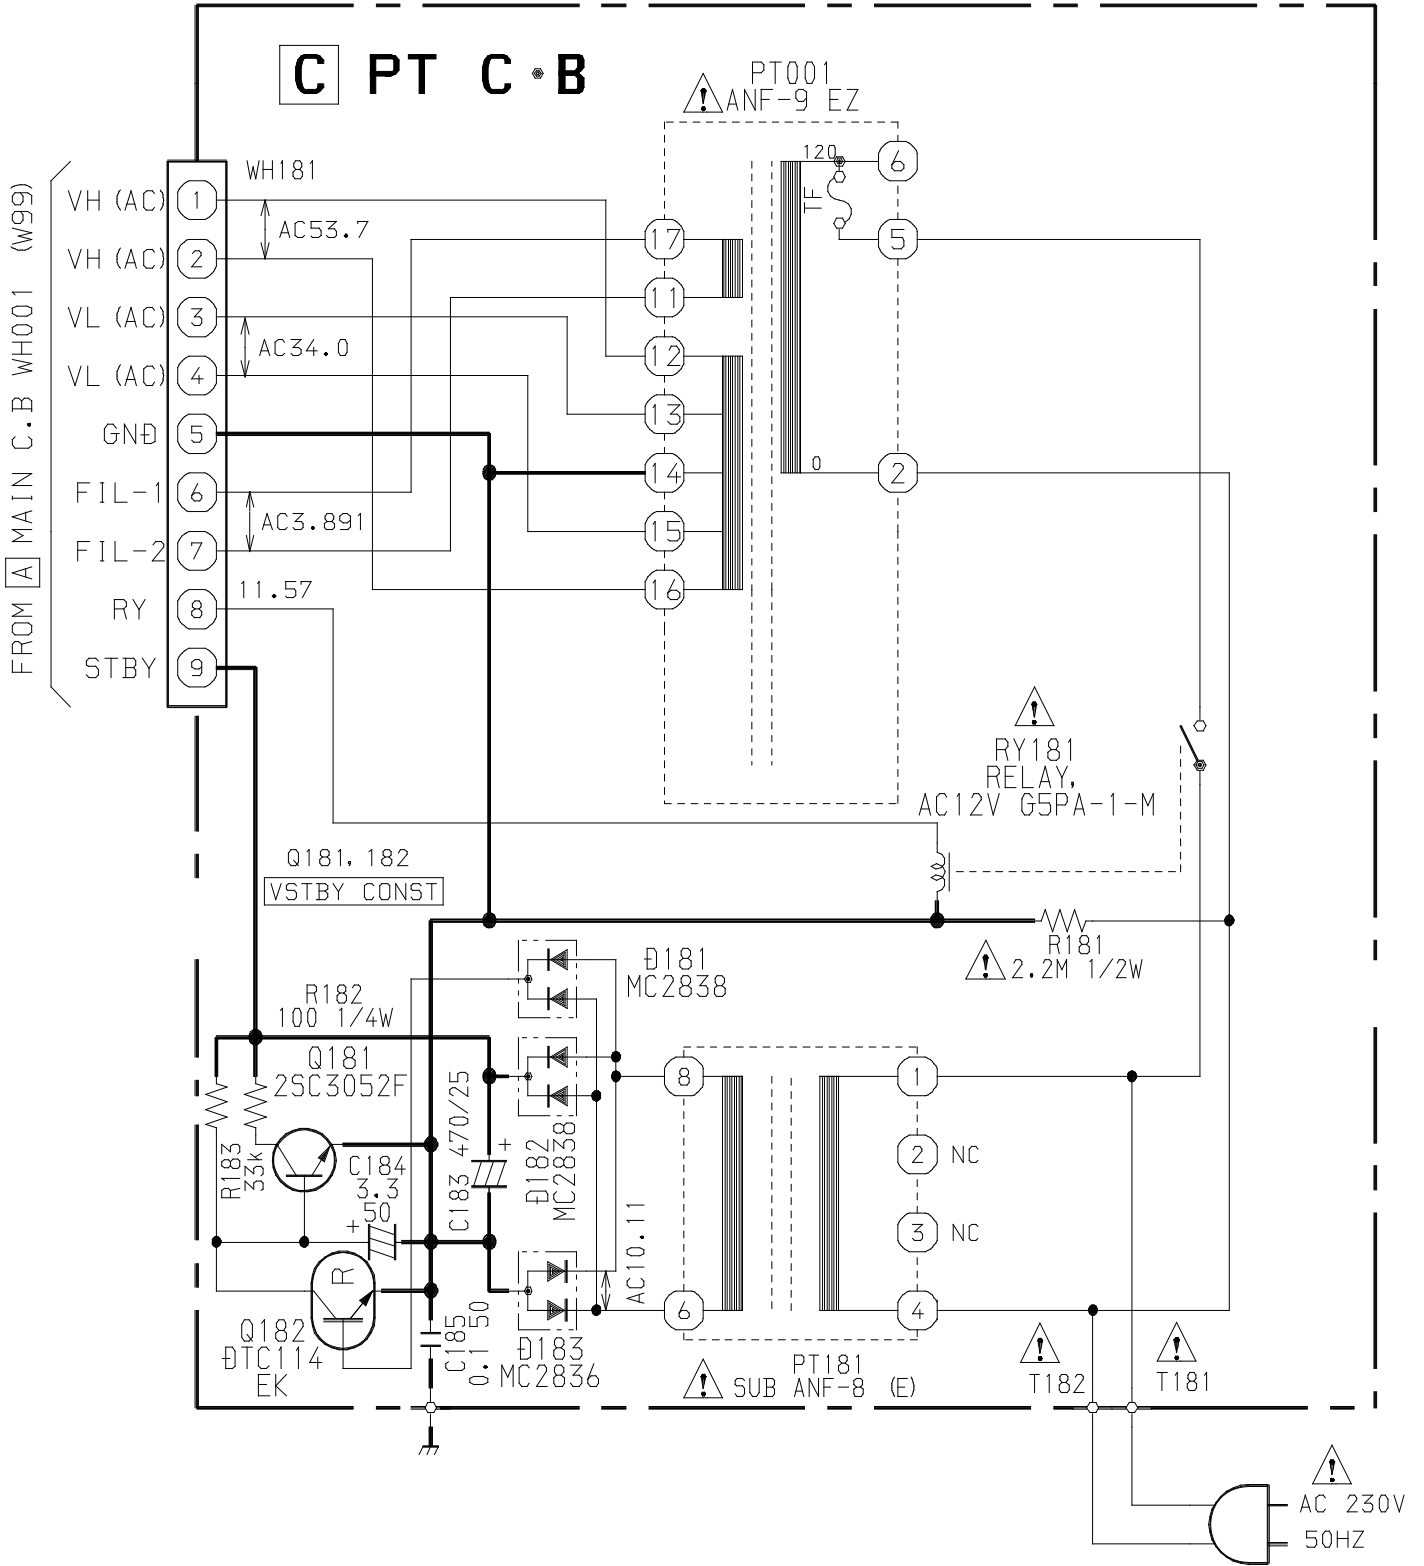 C PT C・B
PT001
ANF-9 EZ
WH181
FROM A MAIN C.B WH001 (W99)
VH (AC) 1
VH (AC) 2
VL (AC) 3
VL (AC) 4
GND 5
FIL-1 6
FIL-2 7
RY 8
STBY 9
AC53.7
AC34.0
AC3.891
11.57
120
TF
0
6
5
2
17
11
12
13
14
15
16
RY181
RELAY,
AC12V G5PA-1-M
Q181, 182
VSTBY CONST
R181
2.2M 1/2W
D181
MC2838
R182
100 1/4W
Q181
2SC3052F
R183
33k
C184
3.3
50
+
C183 470/25
+
D182
MC2838
AC10.11
Q182
DTC114
EK
R
C185
0.1 50
D183
MC2836
8
6
1
2 NC
3 NC
4
PT181
SUB ANF-8 (E)
T182
T181
AC 230V
50HZ